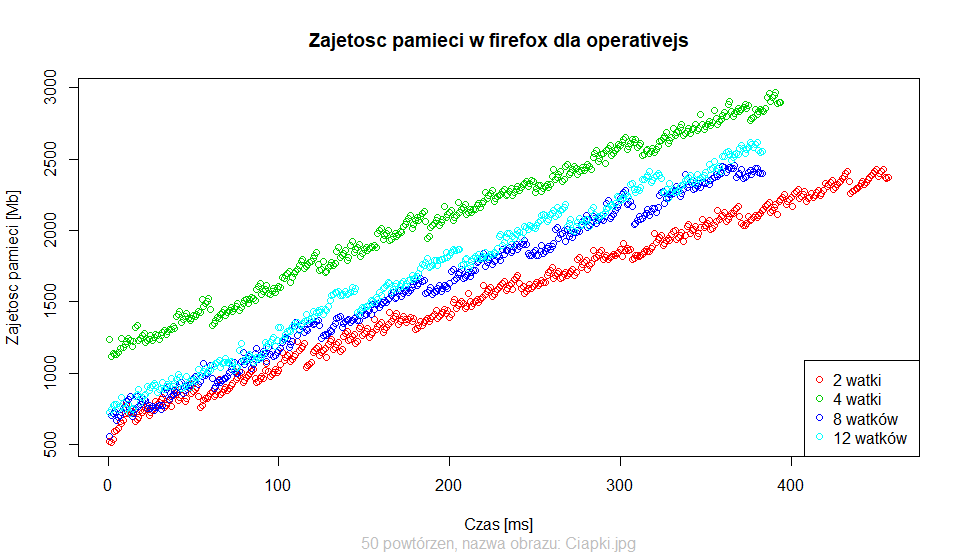 Zajetosc pamieci w firefox dla operativejs
Zajetosc pamieci [Mb]
3000
2500
2000
1500
1000
500
2 watki
4 watki
8 watków
12 watków
0 100 200 300 400
Czas [ms]
50 powtórzen, nazwa obrazu: Ciapki.jpg